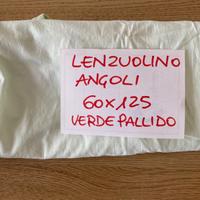 LENZUOLINO
ANGOLI
60x125
VERDE PALLIDO